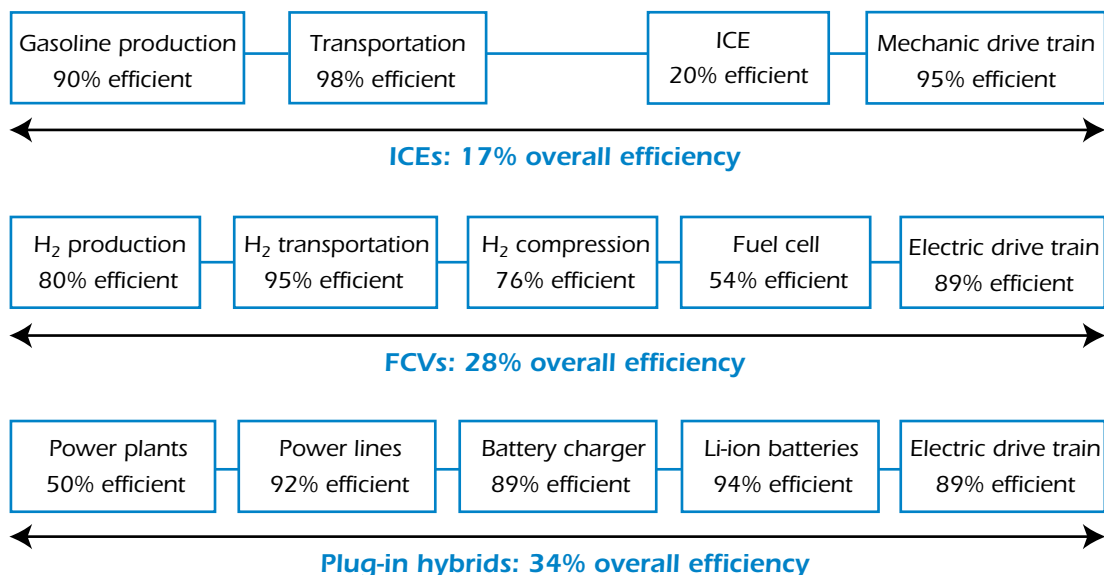 Gasoline production
90% efficient
Transportation
98% efficient
ICE
20% efficient
Mechanic drive train
95% efficient
ICEs: 17% overall efficiency
H₂ production
80% efficient
H₂ transportation
95% efficient
H₂ compression
76% efficient
Fuel cell
54% efficient
Electric drive train
89% efficient
FCVs: 28% overall efficiency
Power plants
50% efficient
Power lines
92% efficient
Battery charger
89% efficient
Li-ion batteries
94% efficient
Electric drive train
89% efficient
Plug-in hybrids: 34% overall efficiency